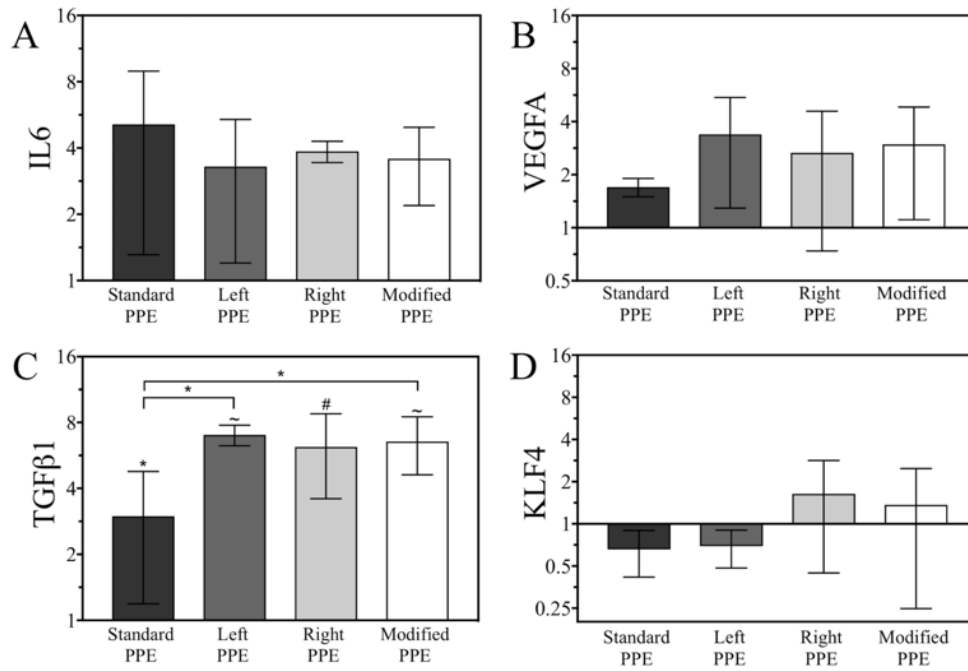 A
IL6
16
8
4
2
1
Standard PPE
Left PPE
Right PPE
Modified PPE
B
VEGFA
16
8
4
2
1
0.5
Standard PPE
Left PPE
Right PPE
Modified PPE
C
TGFβ1
16
8
4
2
1
*
*
*
~
#
~
Standard PPE
Left PPE
Right PPE
Modified PPE
D
KLF4
16
4
2
1
0.5
0.25
Standard PPE
Left PPE
Right PPE
Modified PPE